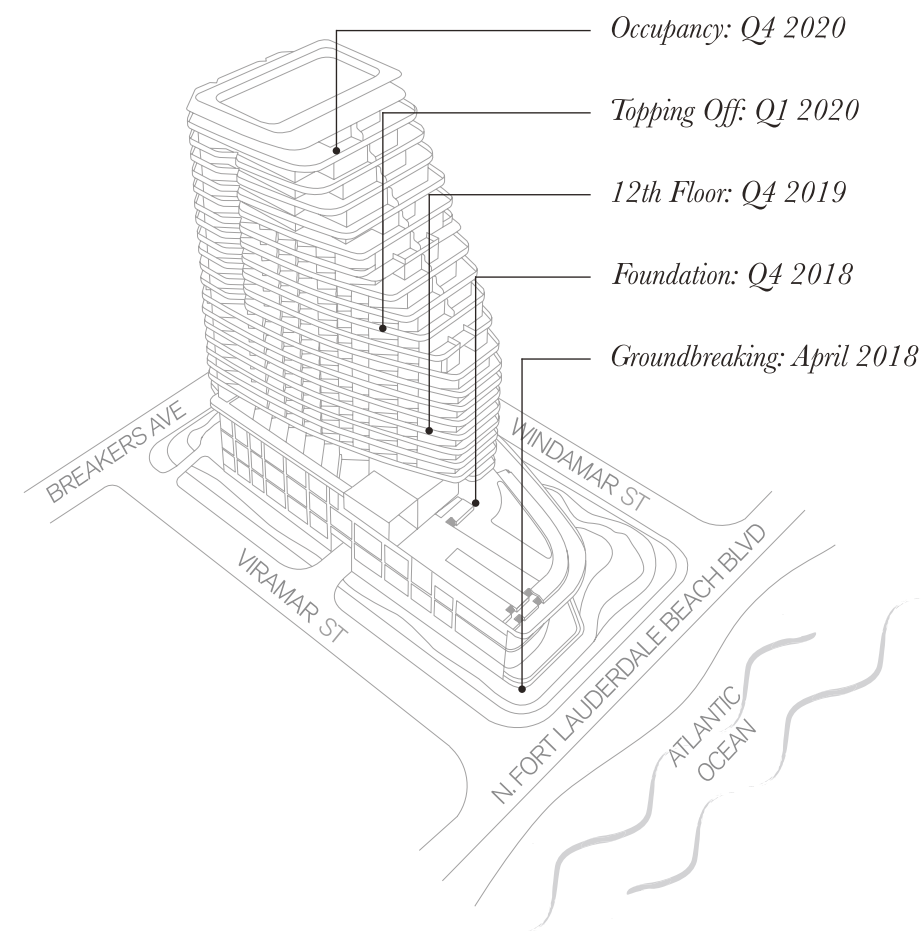 Occupancy: Q4 2020
Topping Off: Q1 2020
12th Floor: Q4 2019
Foundation: Q4 2018
Groundbreaking: April 2018
BREAKERS AVE
WINDAMAR ST
VIRAMAR ST
N. FORT LAUDERDALE BEACH BLVD
ATLANTIC
OCEAN